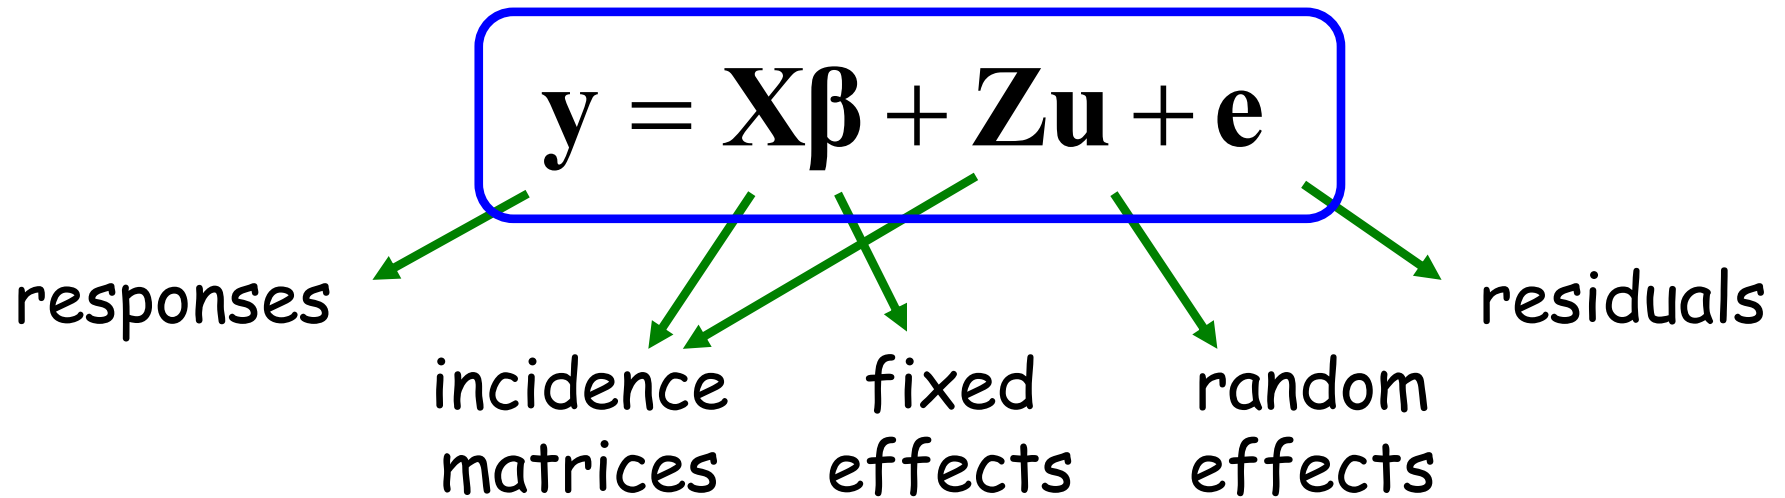 y = Xβ + Zu + e
responses
residuals
incidence matrices
fixed effects
random effects